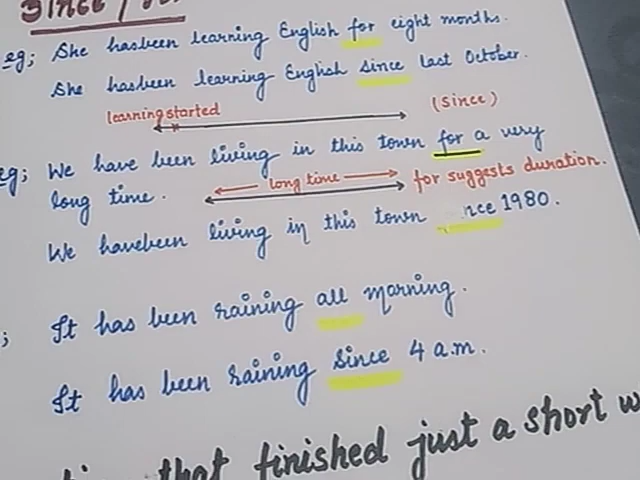 Since /
eg; She hasbeen learning English for eight months.
She hasbeen learning English since last October.
learning started (since)
eg; We have been living in this town for a very
long time. long time for suggests duration.
We havebeen living in this town nce 1980.
; It has been raining all morning.
It has been raining since 4 a.m.
that finished just a short